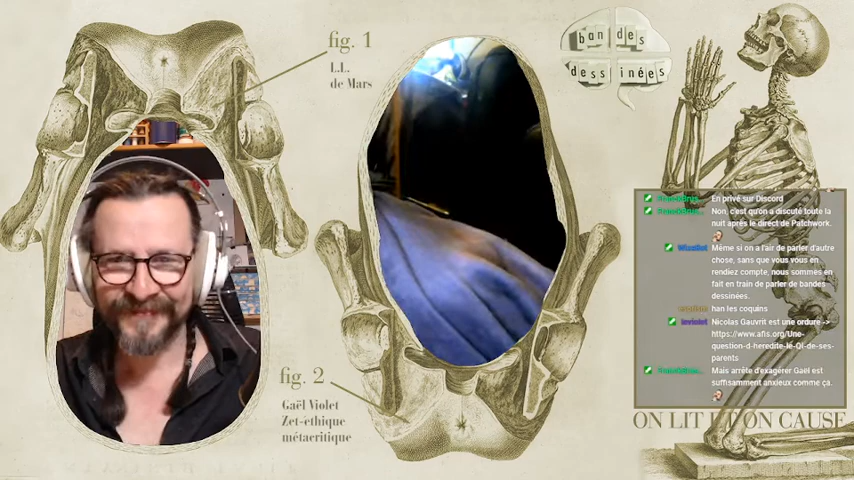 fig. 1
L.L.
de Mars
bandes
dessinées
En privé sur Discord
Non, c'est qu'on a discuté toute la
nuit après le direct de Patchwork.
Même si on a l'air de parler d'autre
chose, sans que vous vous en
rendiez compte, nous sommes en
fait en train de parler de bandes
dessinées.
han les coquins
Nicolas Gauvrit est une ordure ->
https://www.afis.org/Une-
question-d-heredite-le-QI-de-ses-
parents
Mais arrête d'exagérer Gaël est
suffisamment anxieux comme ça.
fig. 2
Gaël Violet
Zet-éthique
métacritique
ON LIT ET ON CAUSE